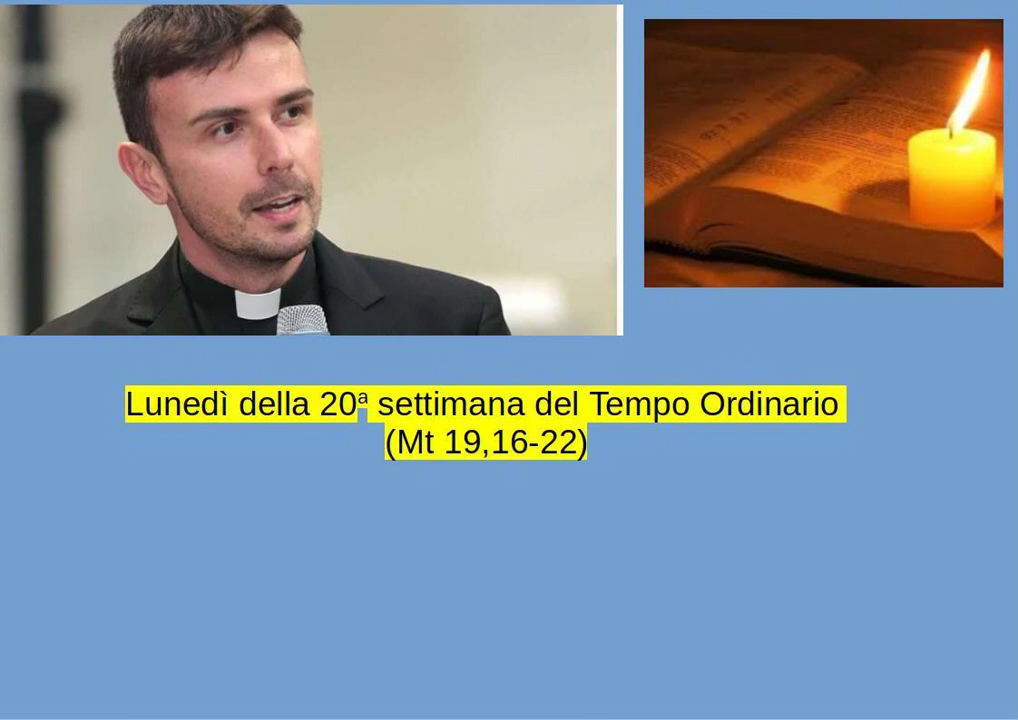 Lunedì della 20ª settimana del Tempo Ordinario
(Mt 19,16-22)